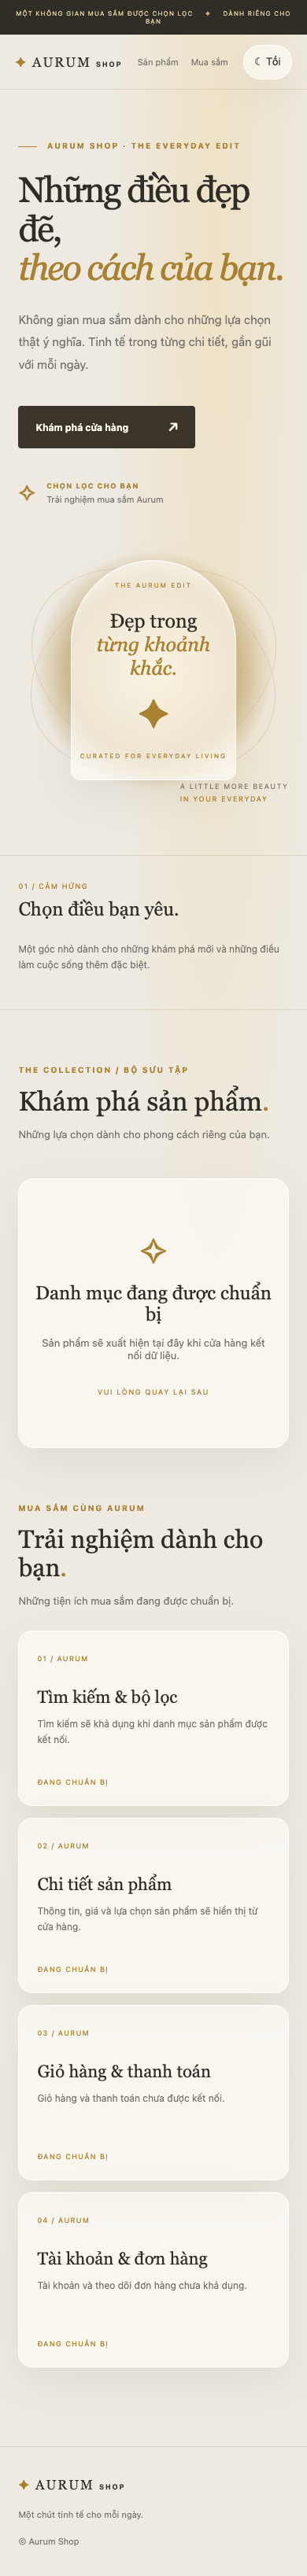 MỘT KHÔNG GIAN MUA SẮM ĐƯỢC CHỌN LỌC ✦ DÀNH RIÊNG CHO
BẠN
AURUM SHOP Sản phẩm Mua sắm ☾ Tối
AURUM SHOP · THE EVERYDAY EDIT
Những điều đẹp
đẽ,
theo cách của bạn.
Không gian mua sắm dành cho những lựa chọn
thật ý nghĩa. Tinh tế trong từng chi tiết, gần gũi
với mỗi ngày.
Khám phá cửa hàng ↗
CHỌN LỌC CHO BẠN
Trải nghiệm mua sắm Aurum
THE AURUM EDIT
Đẹp trong
từng khoảnh
khắc.
CURATED FOR EVERYDAY LIVING
A LITTLE MORE BEAUTY
IN YOUR EVERYDAY
01 / CẢM HỨNG
Chọn điều bạn yêu.
Một góc nhỏ dành cho những khám phá mới và những điều
làm cuộc sống thêm đặc biệt.
THE COLLECTION / BỘ SƯU TẬP
Khám phá sản phẩm.
Những lựa chọn dành cho phong cách riêng của bạn.
Danh mục đang được chuẩn
bị
Sản phẩm sẽ xuất hiện tại đây khi cửa hàng kết
nối dữ liệu.
VUI LÒNG QUAY LẠI SAU
MUA SẮM CÙNG AURUM
Trải nghiệm dành cho
bạn.
Những tiện ích mua sắm đang được chuẩn bị.
01 / AURUM
Tìm kiếm & bộ lọc
Tìm kiếm sẽ khả dụng khi danh mục sản phẩm được
kết nối.
ĐANG CHUẨN BỊ
02 / AURUM
Chi tiết sản phẩm
Thông tin, giá và lựa chọn sản phẩm sẽ hiển thị từ
cửa hàng.
ĐANG CHUẨN BỊ
03 / AURUM
Giỏ hàng & thanh toán
Giỏ hàng và thanh toán chưa được kết nối.
ĐANG CHUẨN BỊ
04 / AURUM
Tài khoản & đơn hàng
Tài khoản và theo dõi đơn hàng chưa khả dụng.
ĐANG CHUẨN BỊ
AURUM SHOP
Một chút tinh tế cho mỗi ngày.
© Aurum Shop